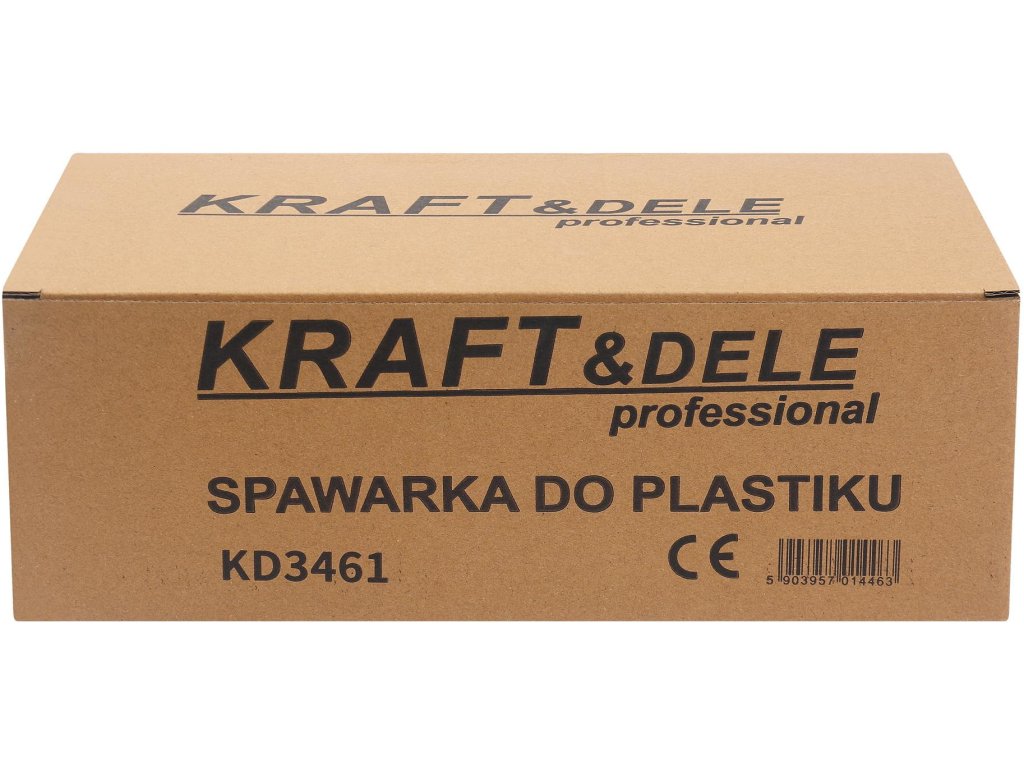 KRAFT&DELE
professional
KRAFT&DELE
professional
SPAWARKA DO PLASTIKU
KD3461
CE
5 903957 014463